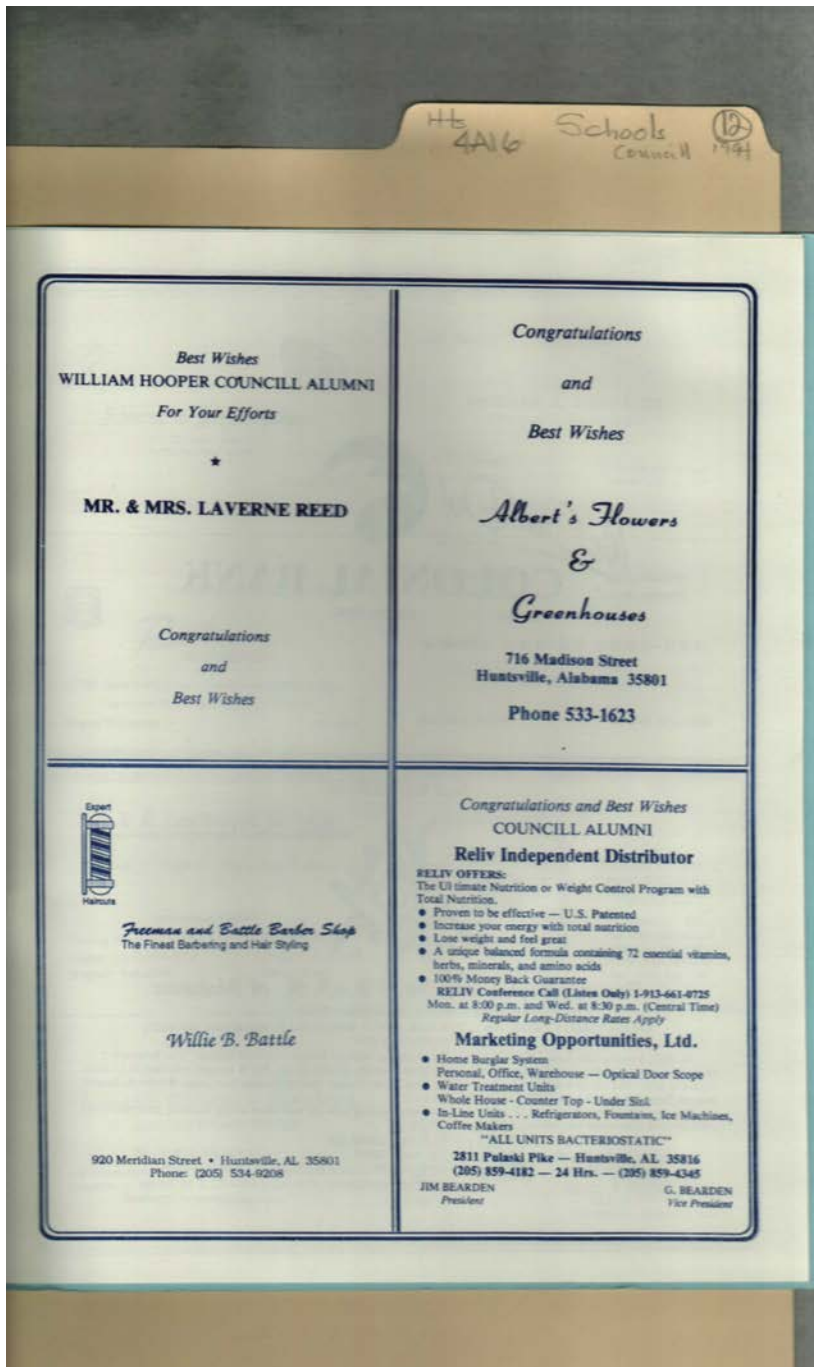 Hts
4A16
Schools
Councill
12
1994
Best Wishes
WILLIAM HOOPER COUNCILL ALUMNI
For Your Efforts
★
MR. & MRS. LAVERNE REED
Congratulations
and
Best Wishes
Congratulations
and
Best Wishes
Albert's Flowers
&
Greenhouses
716 Madison Street
Huntsville, Alabama 35801
Phone 533-1623
Expert
Haircuts
Freeman and Battle Barber Shop
The Finest Barbering and Hair Styling
Willie B. Battle
920 Meridian Street • Huntsville, AL 35801
Phone: (205) 534-9208
Congratulations and Best Wishes
COUNCILL ALUMNI
Reliv Independent Distributor
RELIV OFFERS:
The Ul timate Nutrition or Weight Control Program with
Total Nutrition.
● Proven to be effective — U.S. Patented
● Increase your energy with total nutrition
● Lose weight and feel great
● A unique balanced formula containing 72 essential vitamins,
herbs, minerals, and amino acids
● 100% Money Back Guarantee
RELIV Conference Call (Listen Only) 1-913-661-0725
Mon. at 8:00 p.m. and Wed. at 8:30 p.m. (Central Time)
Regular Long-Distance Rates Apply
Marketing Opportunities, Ltd.
● Home Burglar System
Personal, Office, Warehouse — Optical Door Scope
● Water Treatment Units
Whole House - Counter Top - Under Sink
● In-Line Units . . . Refrigerators, Fountains, Ice Machines,
Coffee Makers
"ALL UNITS BACTERIOSTATIC"
2811 Pulaski Pike — Huntsville, AL 35816
(205) 859-4182 — 24 Hrs. — (205) 859-4345
JIM BEARDEN
President
G. BEARDEN
Vice President
COLONIAL BANK